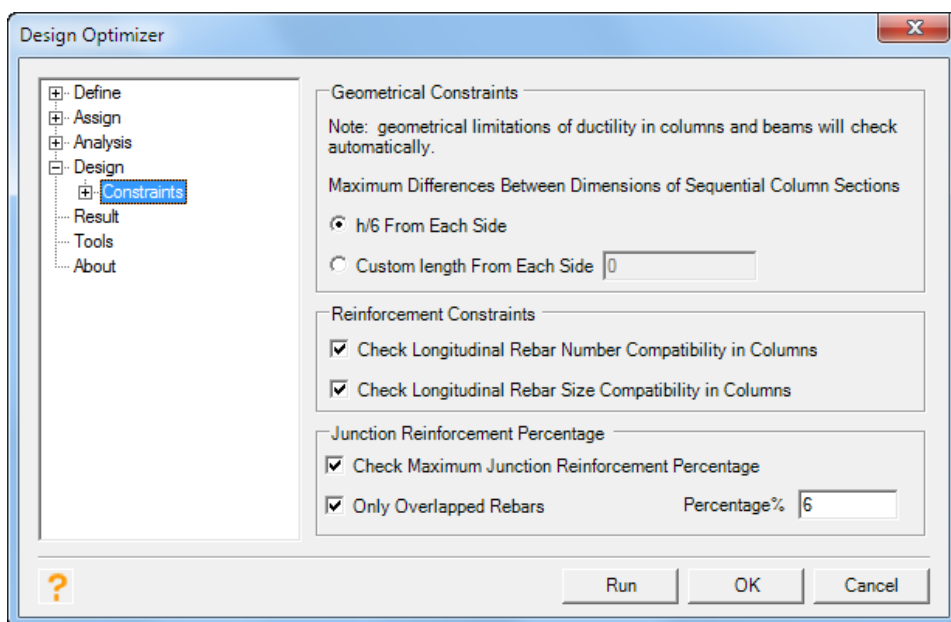 Design Optimizer
Define
Assign
Analysis
Design
Constraints
Result
Tools
About
Geometrical Constraints
Note: geometrical limitations of ductility in columns and beams will check
automatically.
Maximum Differences Between Dimensions of Sequential Column Sections
h/6 From Each Side
Custom length From Each Side 0
Reinforcement Constraints
Check Longitudinal Rebar Number Compatibility in Columns
Check Longitudinal Rebar Size Compatibility in Columns
Junction Reinforcement Percentage
Check Maximum Junction Reinforcement Percentage
Only Overlapped Rebars Percentage% 6
? Run OK Cancel